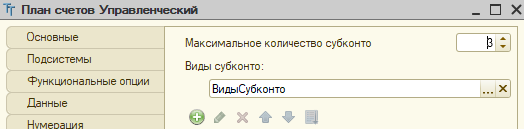 План счетов Управленческий
Основные
Подсистемы
Функциональные опции
Данные
Нумерация
Максимальное количество субконто
3
Виды субконто:
ВидыСубконто
...